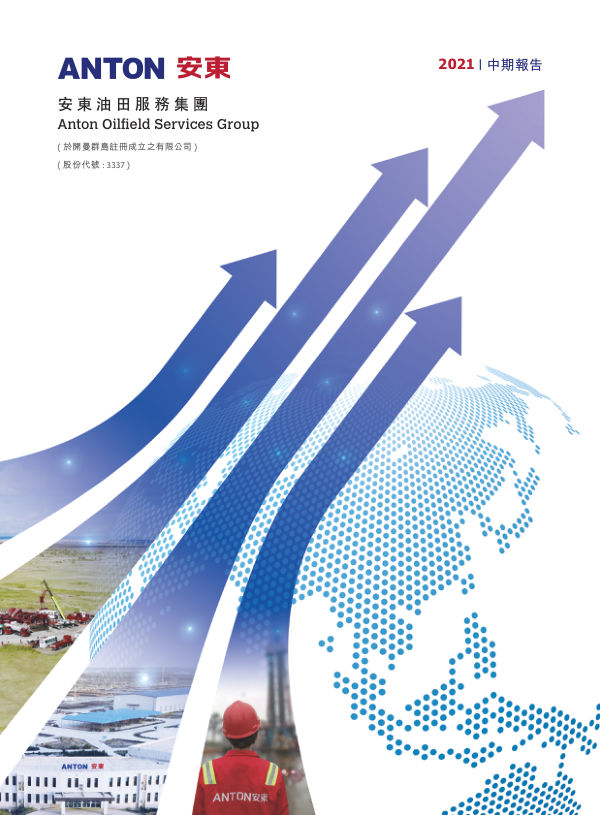 ANTON 安東
2021 | 中期報告
安東油田服務集團
Anton Oilfield Services Group
( 於開曼群島註冊成立之有限公司 )
( 股份代號 : 3337 )
ANTON 安東
ANTON安東